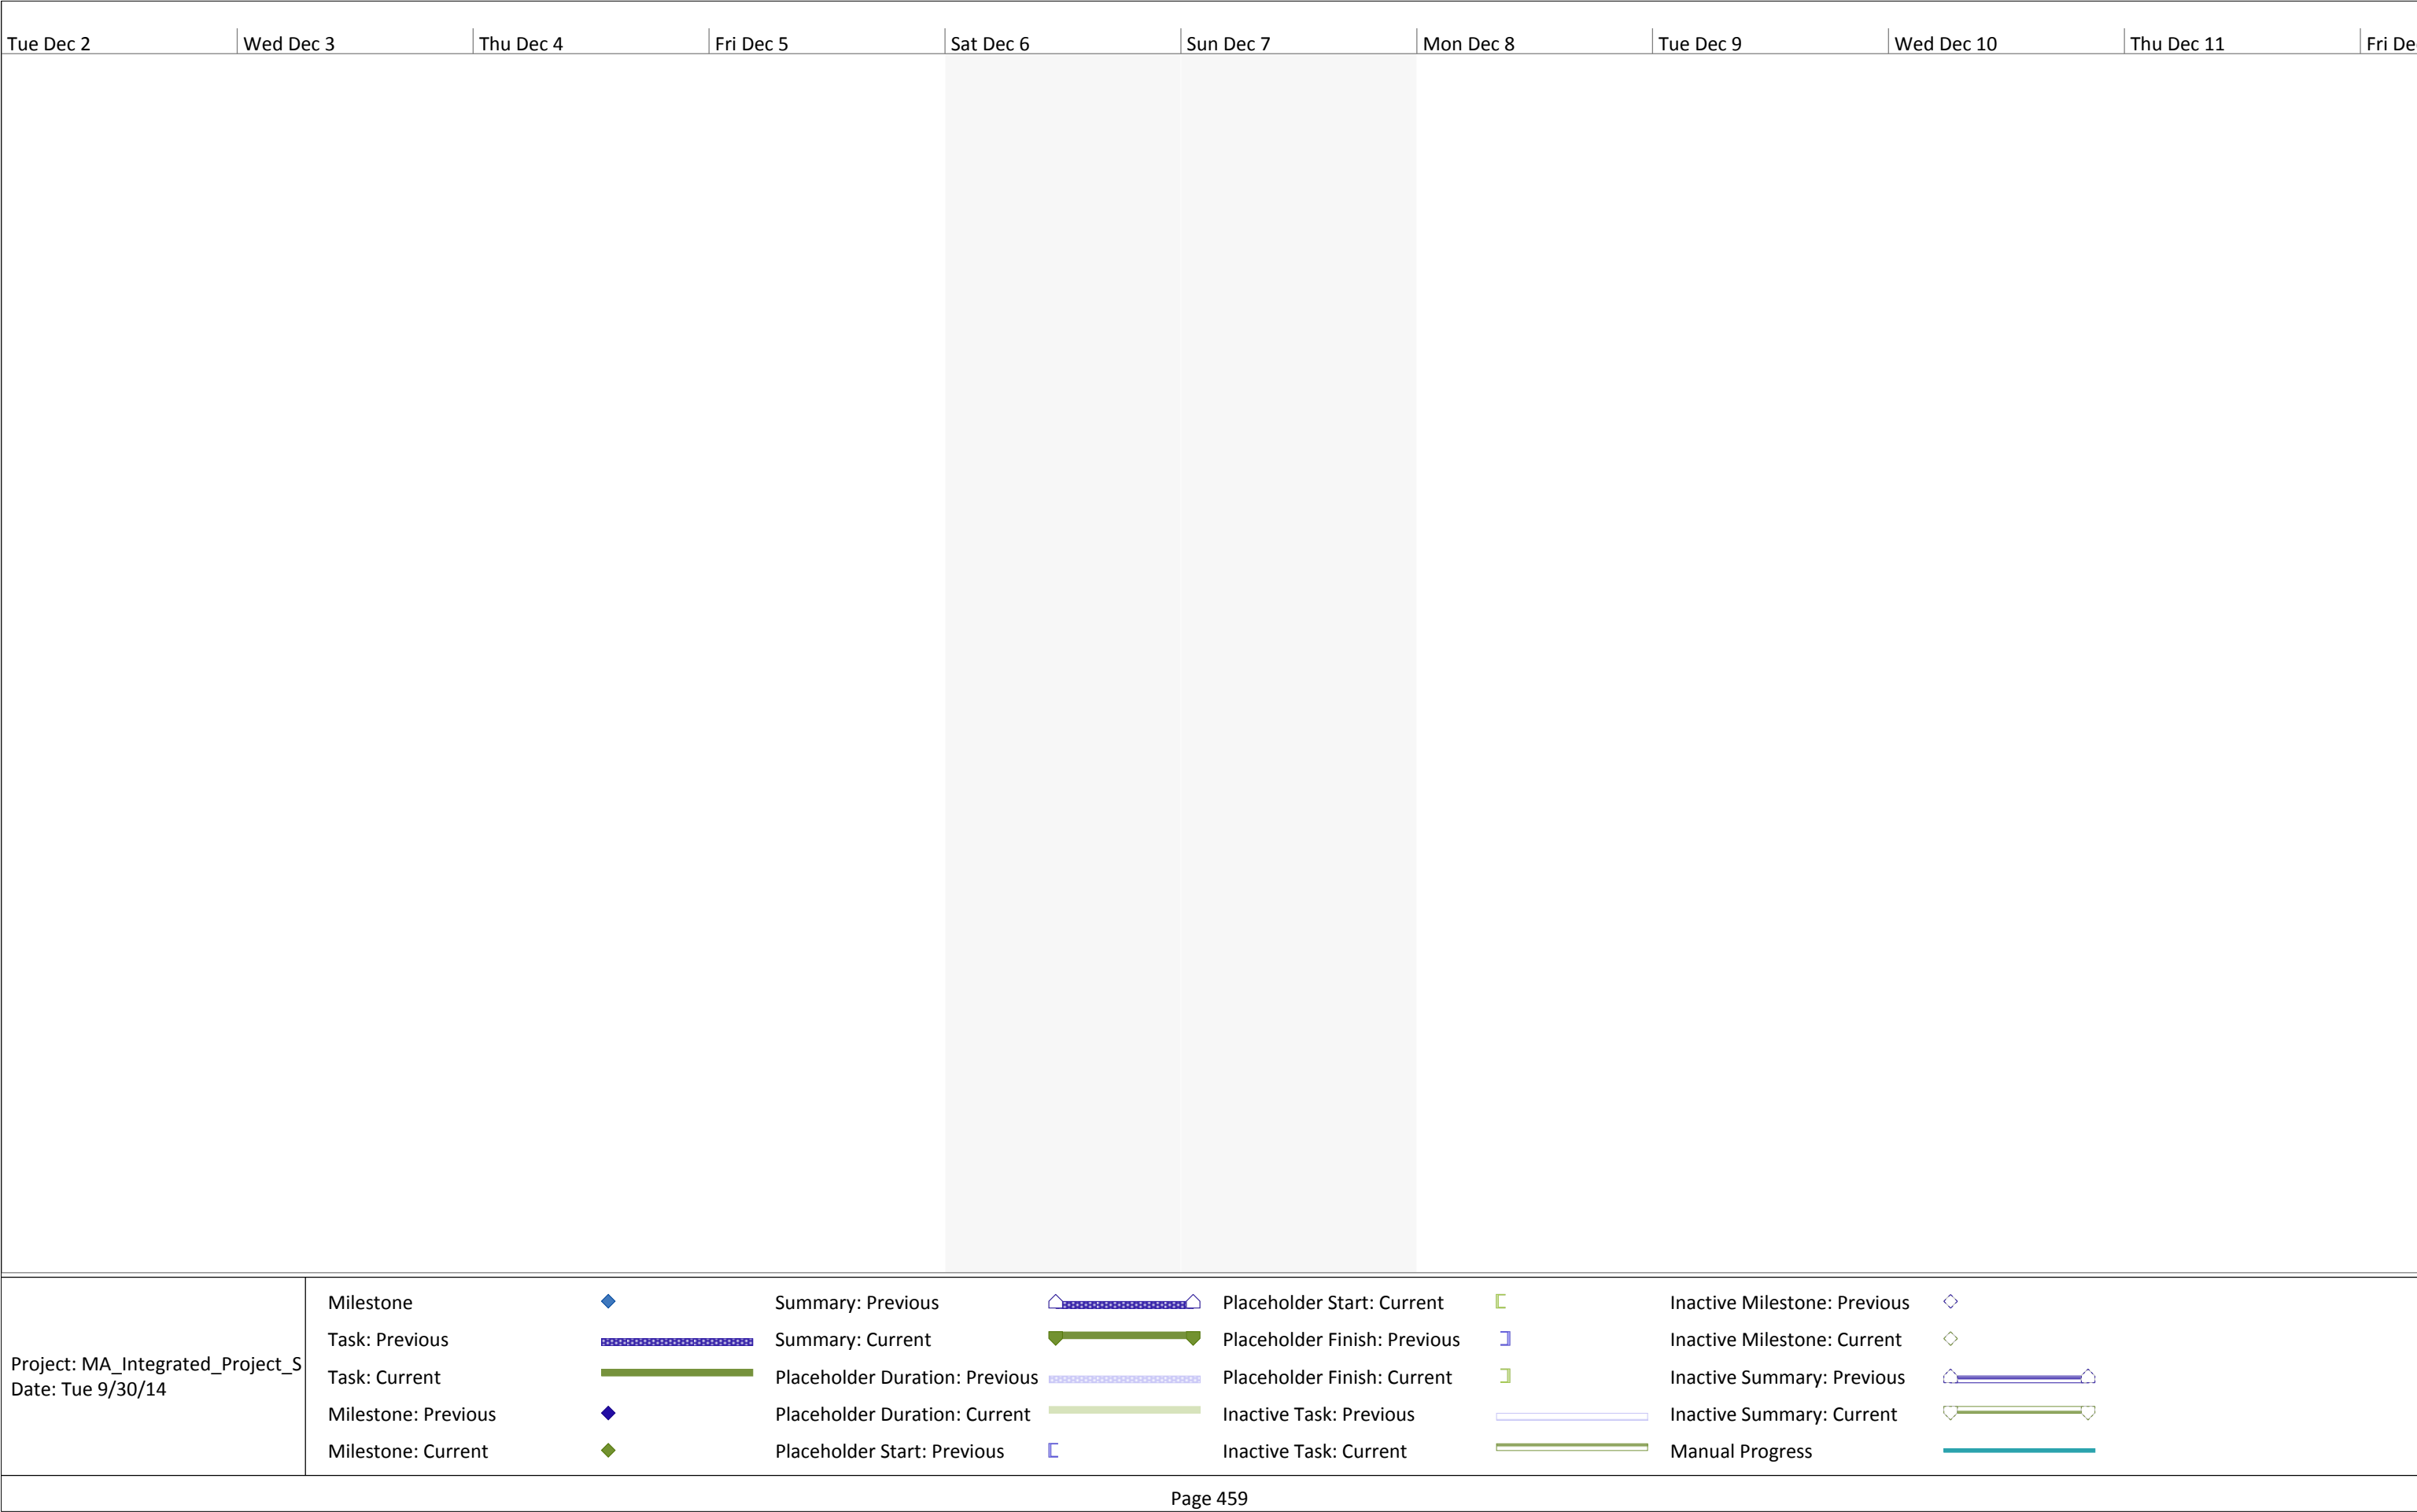 Tue Dec 2 Wed Dec 3 Thu Dec 4 Fri Dec 5 Sat Dec 6 Sun Dec 7 Mon Dec 8 Tue Dec 9 Wed Dec 10 Thu Dec 11 Fri De
Project: MA_Integrated_Project_S
Date: Tue 9/30/14
Milestone
Task: Previous
Task: Current
Milestone: Previous
Milestone: Current
Summary: Previous
Summary: Current
Placeholder Duration: Previous
Placeholder Duration: Current
Placeholder Start: Previous
Placeholder Start: Current
Placeholder Finish: Previous
Placeholder Finish: Current
Inactive Task: Previous
Inactive Task: Current
Inactive Milestone: Previous
Inactive Milestone: Current
Inactive Summary: Previous
Inactive Summary: Current
Manual Progress
Page 459